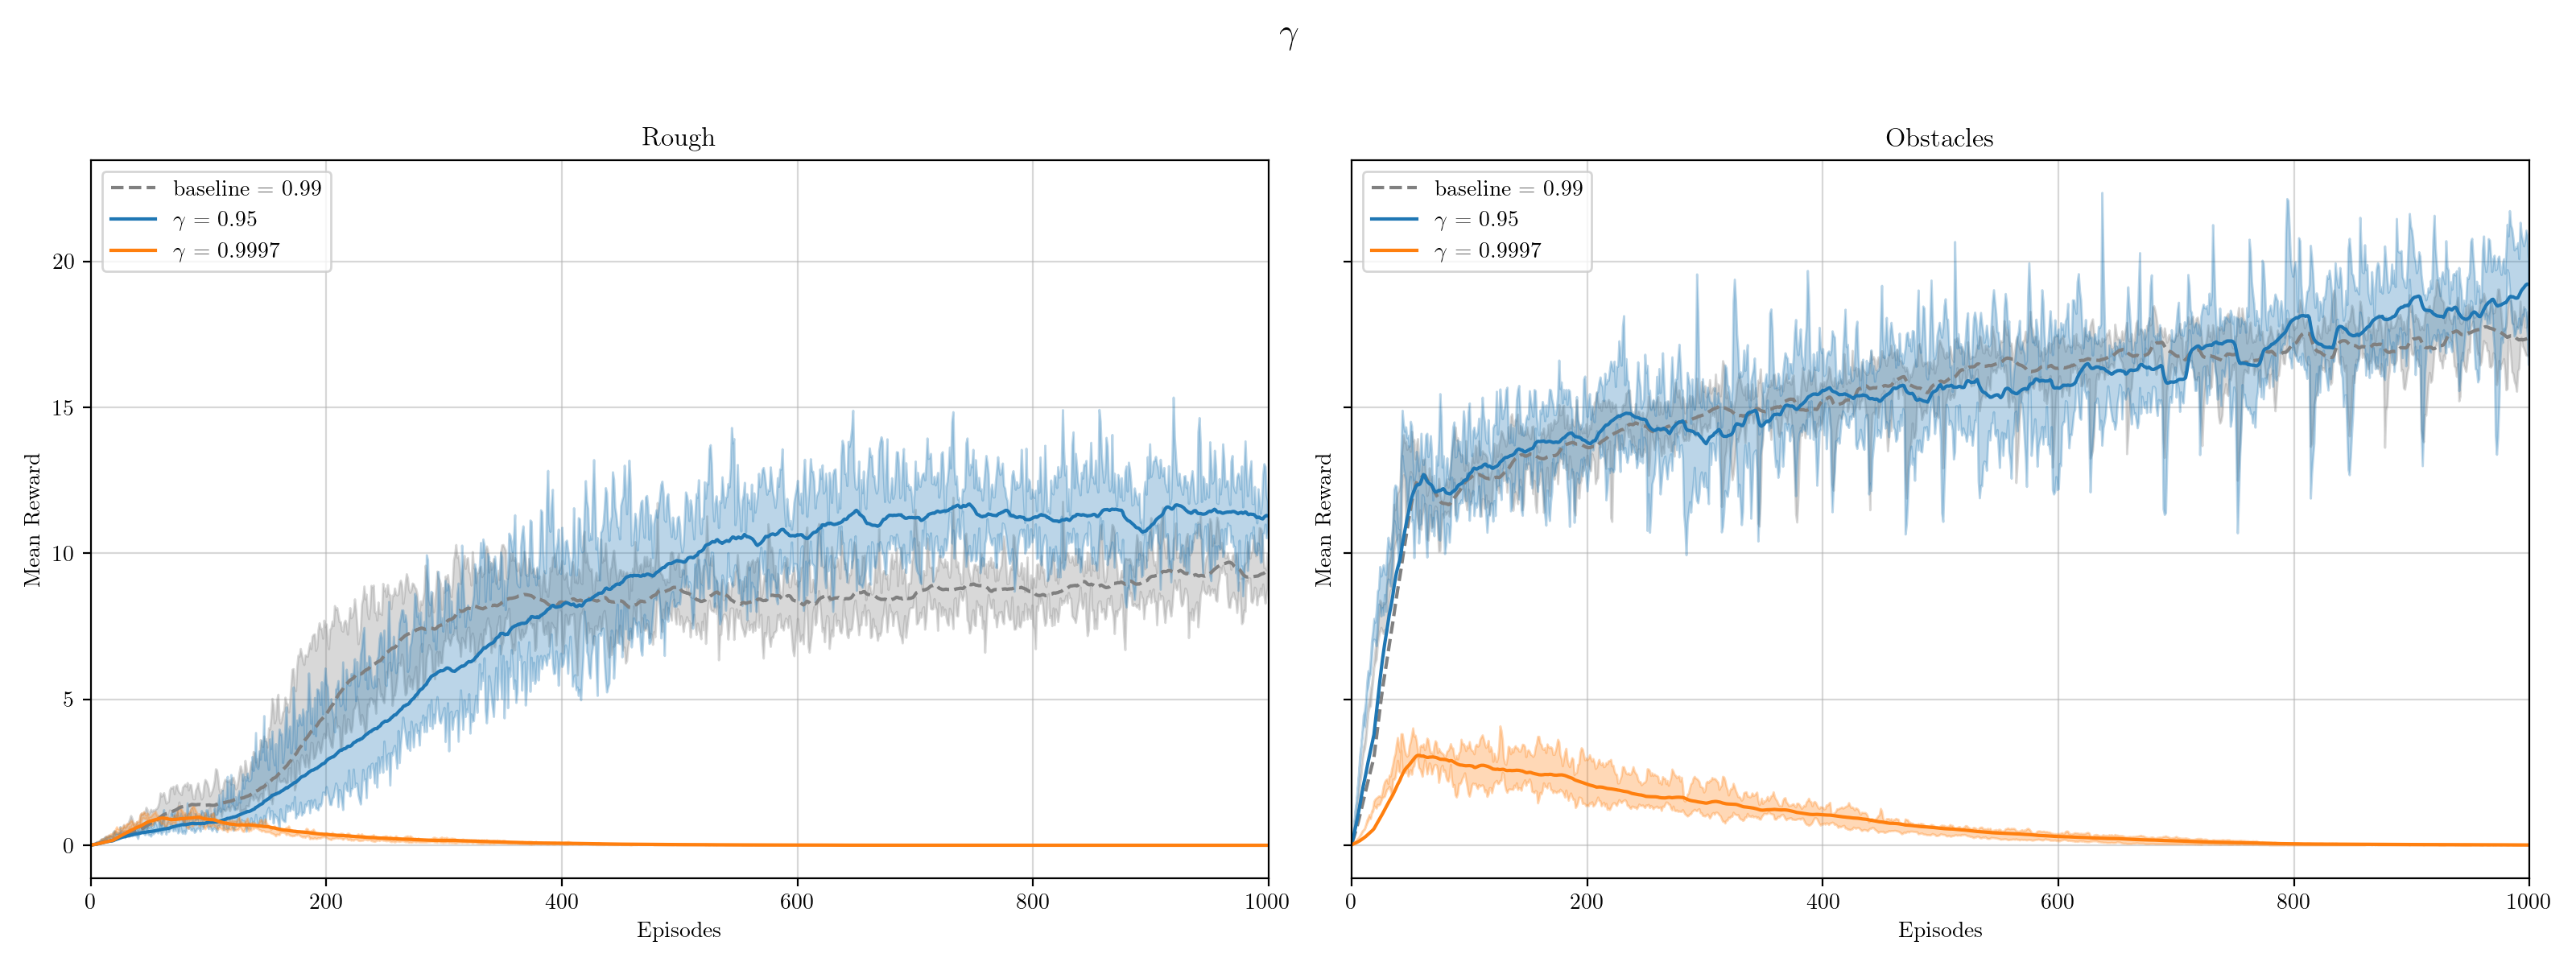 γ
Rough
baseline = 0.99
γ = 0.95
γ = 0.9997
20
15
10
5
0
Mean Reward
0 200 400 600 800 1000
Episodes
Obstacles
baseline = 0.99
γ = 0.95
γ = 0.9997
Mean Reward
0 200 400 600 800 1000
Episodes